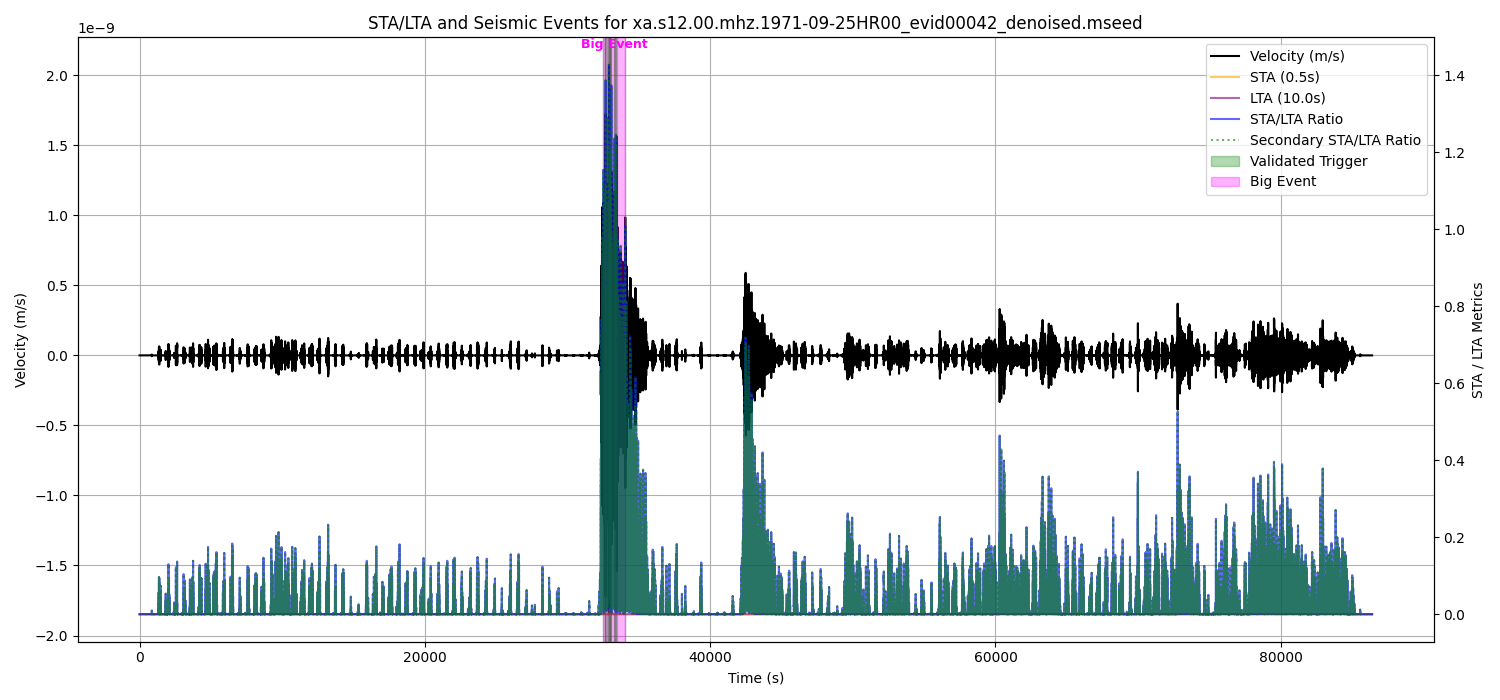 STA/LTA and Seismic Events for xa.s12.00.mhz.1971-09-25HR00_evid00042_denoised.mseed
1e−9
Big Event
Velocity (m/s)
STA (0.5s)
LTA (10.0s)
STA/LTA Ratio
Secondary STA/LTA Ratio
Validated Trigger
Big Event
2.0
1.5
1.0
0.5
0.0
−0.5
−1.0
−1.5
−2.0
Velocity (m/s)
1.4
1.2
1.0
0.8
0.6
0.4
0.2
0.0
STA / LTA Metrics
0
20000
40000
60000
80000
Time (s)